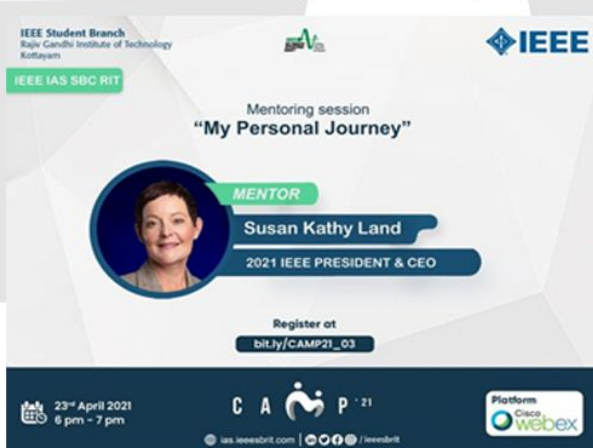 IEEE Student Branch
Rajiv Gandhi Institute of Technology
Kottayam
IEEE
IEEE IAS SBC RIT
Mentoring session
“My Personal Journey”
MENTOR
Susan Kathy Land
2021 IEEE PRESIDENT & CEO
Register at
bit.ly/CAMP21_03
23rd April 2021
6 pm - 7 pm
CAMP '21
ias.ieeesbrit.com | /ieeesbrit
Platform
Cisco
webex